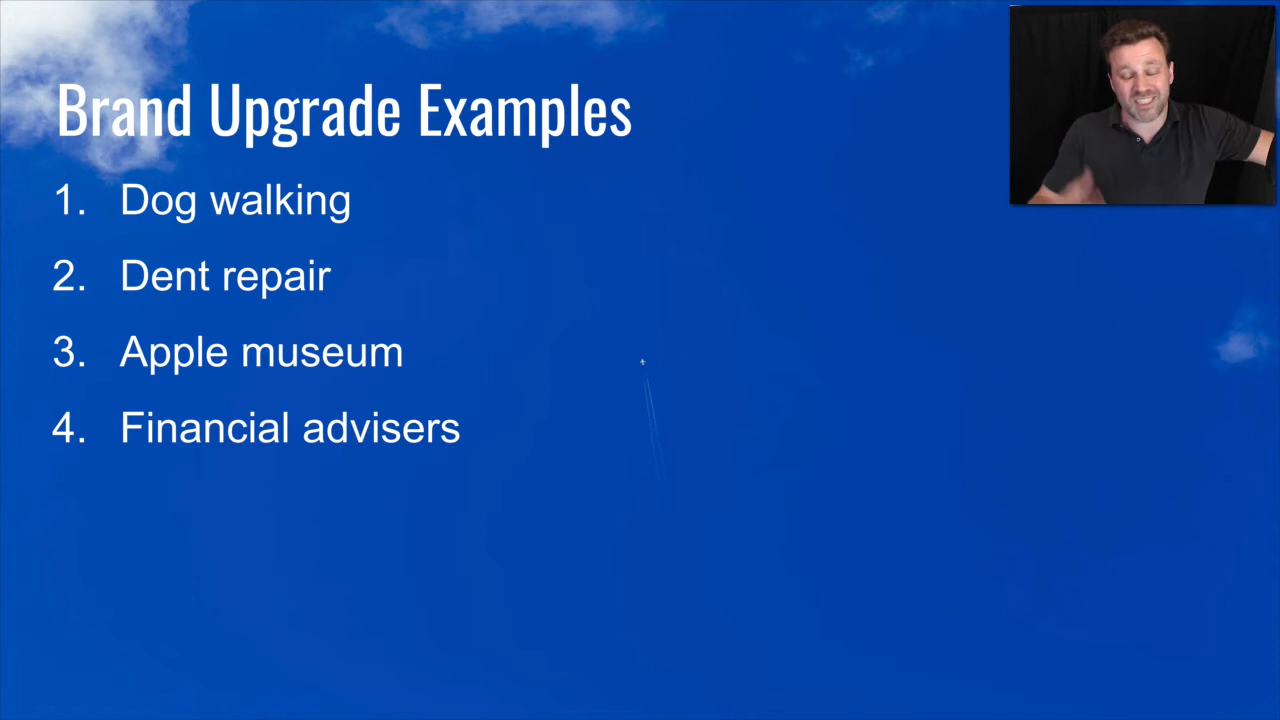 Brand Upgrade Examples
1. Dog walking
2. Dent repair
3. Apple museum
4. Financial advisers